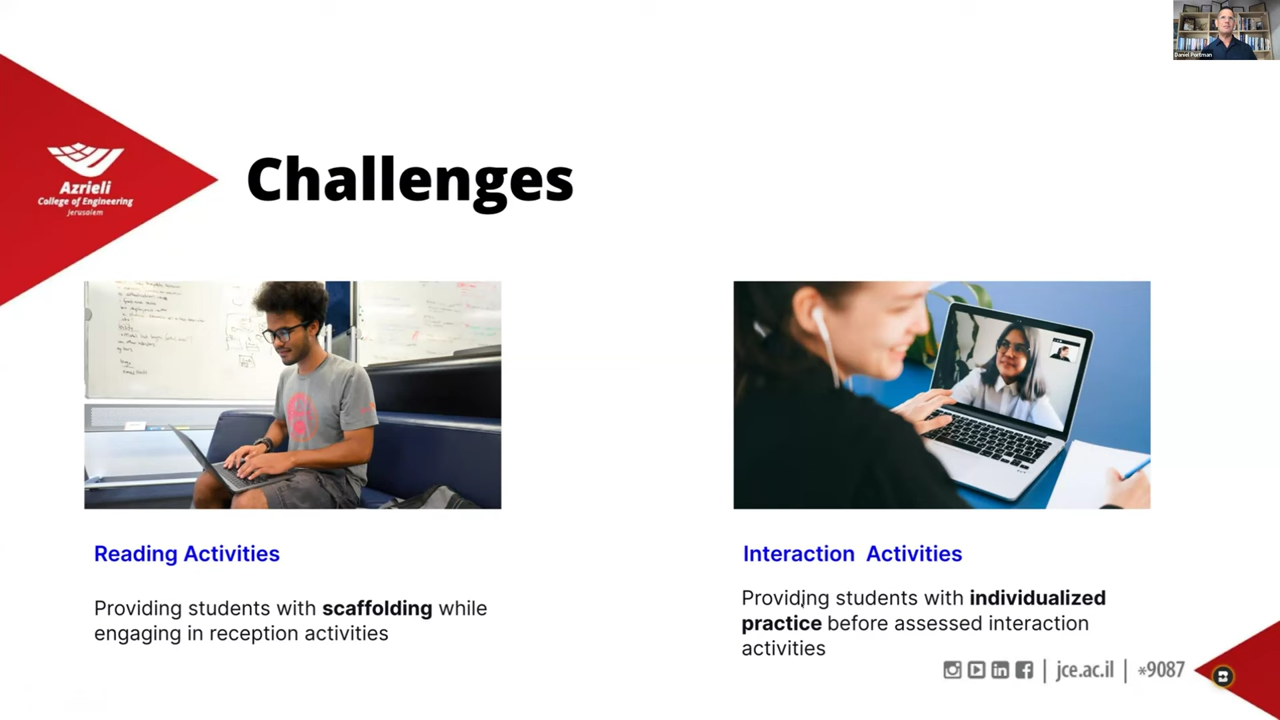 Daniel Portman
Azrieli
College of Engineering
Jerusalem
Challenges
Reading Activities
Providing students with scaffolding while
engaging in reception activities
Interaction Activities
Providing students with individualized
practice before assessed interaction
activities
jce.ac.il | *9087